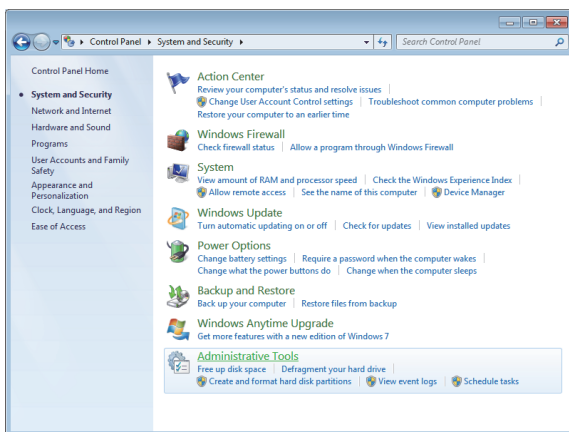 Control Panel
System and Security
Search Control Panel
Control Panel Home
System and Security
Network and Internet
Hardware and Sound
Programs
User Accounts and Family
Safety
Appearance and
Personalization
Clock, Language, and Region
Ease of Access
Action Center
Review your computer's status and resolve issues
Change User Account Control settings
Troubleshoot common computer problems
Restore your computer to an earlier time
Windows Firewall
Check firewall status
Allow a program through Windows Firewall
System
View amount of RAM and processor speed
Check the Windows Experience Index
Allow remote access
See the name of this computer
Device Manager
Windows Update
Turn automatic updating on or off
Check for updates
View installed updates
Power Options
Change battery settings
Require a password when the computer wakes
Change what the power buttons do
Change when the computer sleeps
Backup and Restore
Back up your computer
Restore files from backup
Windows Anytime Upgrade
Get more features with a new edition of Windows 7
Administrative Tools
Free up disk space
Defragment your hard drive
Create and format hard disk partitions
View event logs
Schedule tasks